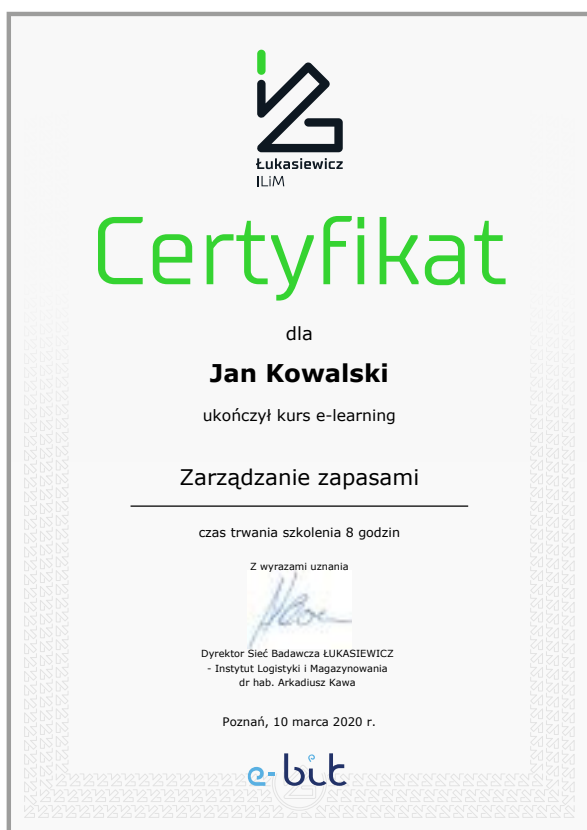 Łukasiewicz
ILiM
Certyfikat
dla
Jan Kowalski
ukończył kurs e-learning
Zarządzanie zapasami
czas trwania szkolenia 8 godzin
Z wyrazami uznania
Dyrektor Sieć Badawcza ŁUKASIEWICZ
- Instytut Logistyki i Magazynowania
dr hab. Arkadiusz Kawa
Poznań, 10 marca 2020 r.
e-bit